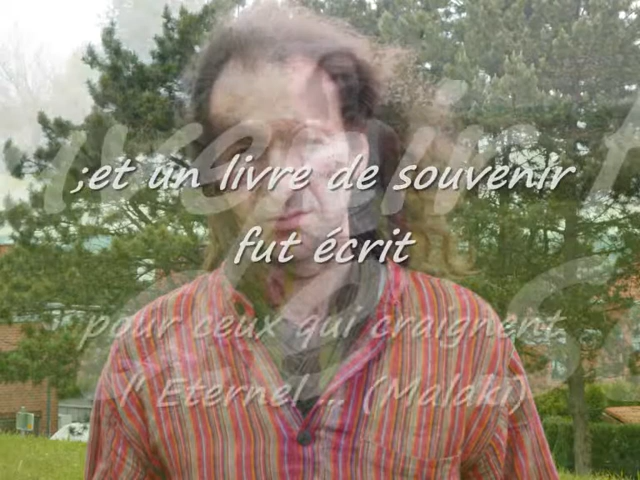 ;et un livre de souvenir
fut écrit
pour ceux qui craignent
l' Eternel ... (Malaki)